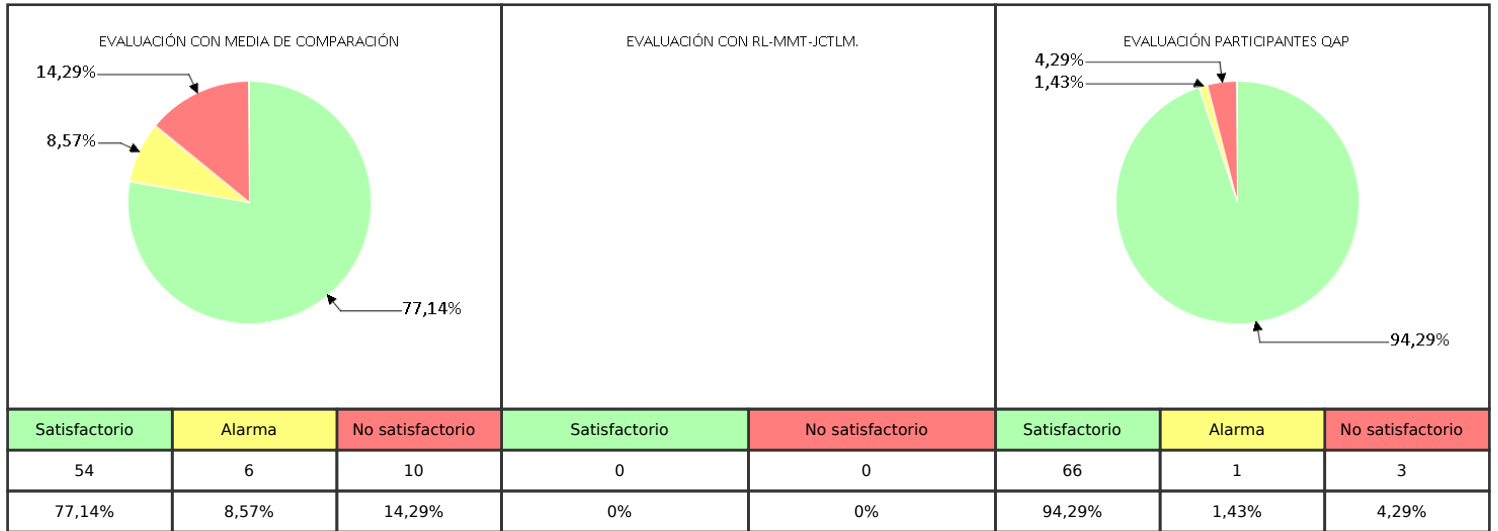 EVALUACIÓN CON MEDIA DE COMPARACIÓN
14,29%
8,57%
77,14%
EVALUACIÓN CON RL-MMT-JCTLM.
EVALUACIÓN PARTICIPANTES QAP
4,29%
1,43%
94,29%
Satisfactorio Alarma No satisfactorio Satisfactorio No satisfactorio Satisfactorio Alarma No satisfactorio
54 6 10 0 0 66 1 3
77,14% 8,57% 14,29% 0% 0% 94,29% 1,43% 4,29%